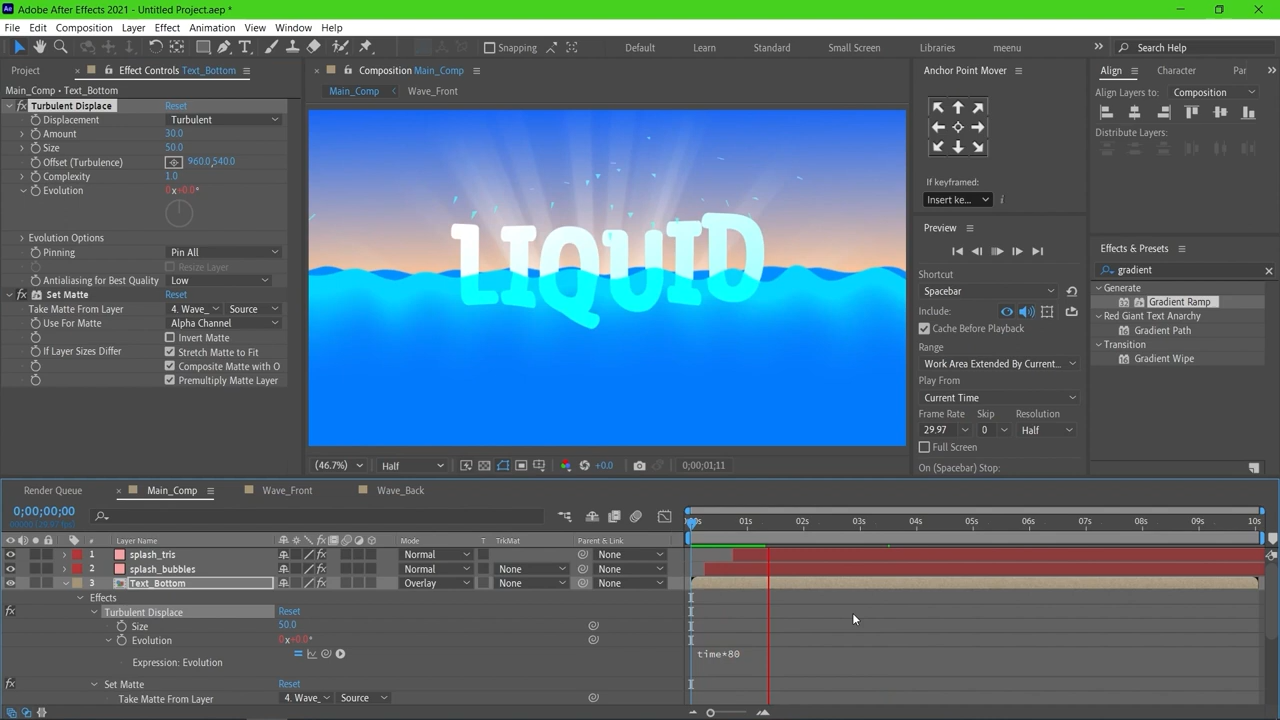 Adobe After Effects 2021 - Untitled Project.aep *
File Edit Composition Layer Effect Animation View Window Help
Snapping Default Learn Standard Small Screen Libraries meenu Search Help
Project Effect Controls Text_Bottom Composition Main_Comp Anchor Point Mover Align Character Par
Main_Comp • Text_Bottom Main_Comp Wave_Front Align Layers to: Composition
Turbulent Displace Reset
Displacement Turbulent
Amount 30.0
Distribute Layers:
Size 50.0
Offset (Turbulence) 960.0,540.0
Complexity 1.0
If keyframed:
Evolution 0x+0.0°
Insert ke...
Preview
Evolution Options
Pinning Pin All
Effects & Presets
Resize Layer
gradient
Antialiasing for Best Quality Low
Shortcut
Generate
Set Matte Reset
Spacebar
Gradient Ramp
Take Matte From Layer 4. Wave_ Source
Include:
Red Giant Text Anarchy
Use For Matte Alpha Channel
Cache Before Playback
Gradient Path
Invert Matte
Range
Transition
If Layer Sizes Differ Stretch Matte to Fit
Work Area Extended By Current...
Gradient Wipe
Composite Matte with O
Premultiply Matte Layer
Play From
Current Time
Frame Rate Skip Resolution
29.97 0 Half
Full Screen
On (Spacebar) Stop:
LIQUID
(46.7%) Half +0.0 0;00;01;11
Render Queue Main_Comp Wave_Front Wave_Back
0;00;00;00
01s 02s 03s 04s 05s 06s 07s 08s 09s 10s
# Layer Name Mode T TrkMat Parent & Link
1 splash_tris Normal None
2 splash_bubbles Normal None None
3 Text_Bottom Overlay None None
Effects
Turbulent Displace Reset
Size 50.0
Evolution 0x+0.0°
Expression: Evolution time*80
Set Matte Reset
Take Matte From Layer 4. Wave_ Source